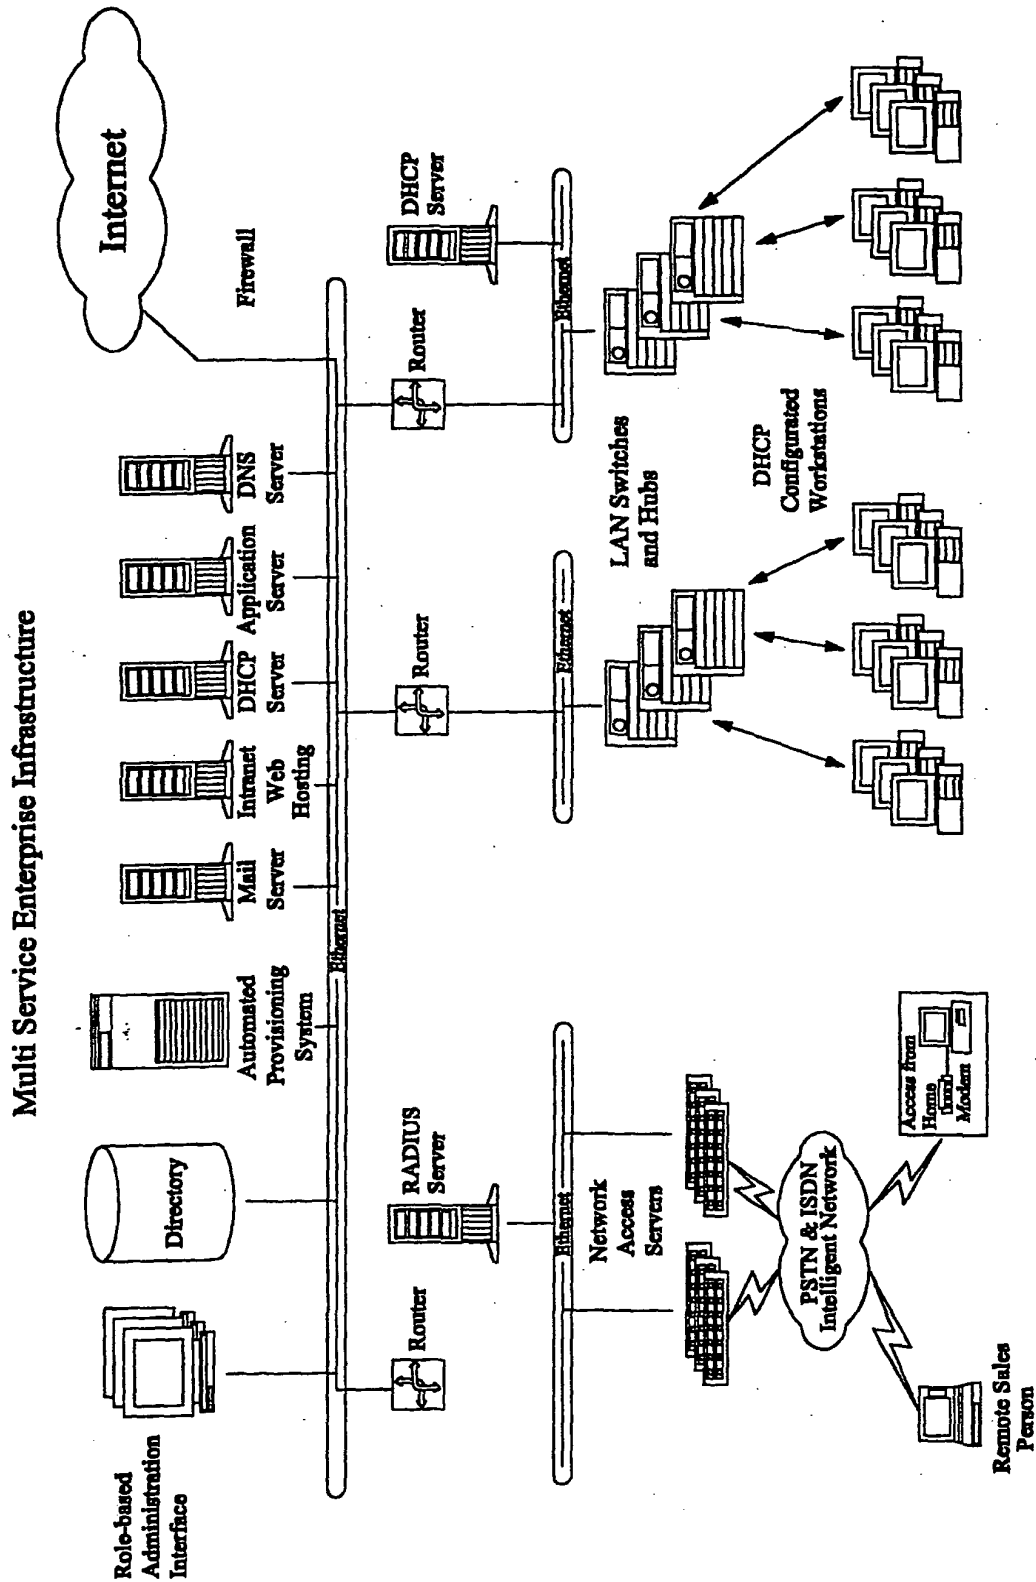 Multi Service Enterprise Infrastructure
Role-based
Administration
Interface
Directory
Automated
Provisioning
System
Mail
Server
Intranet
Web
Hosting
DHCP
Server
Application
Server
DNS
Server
Firewall
Internet
Ethernet
Router
RADIUS
Server
Router
Router
DHCP
Server
Ethernet
Ethernet
Ethernet
Network
Access
Servers
LAN Switches
and Hubs
DHCP
Configurated
Workstations
PSTN & ISDN
Intelligent Network
Remote Sales
Person
Access from
Home
Modem